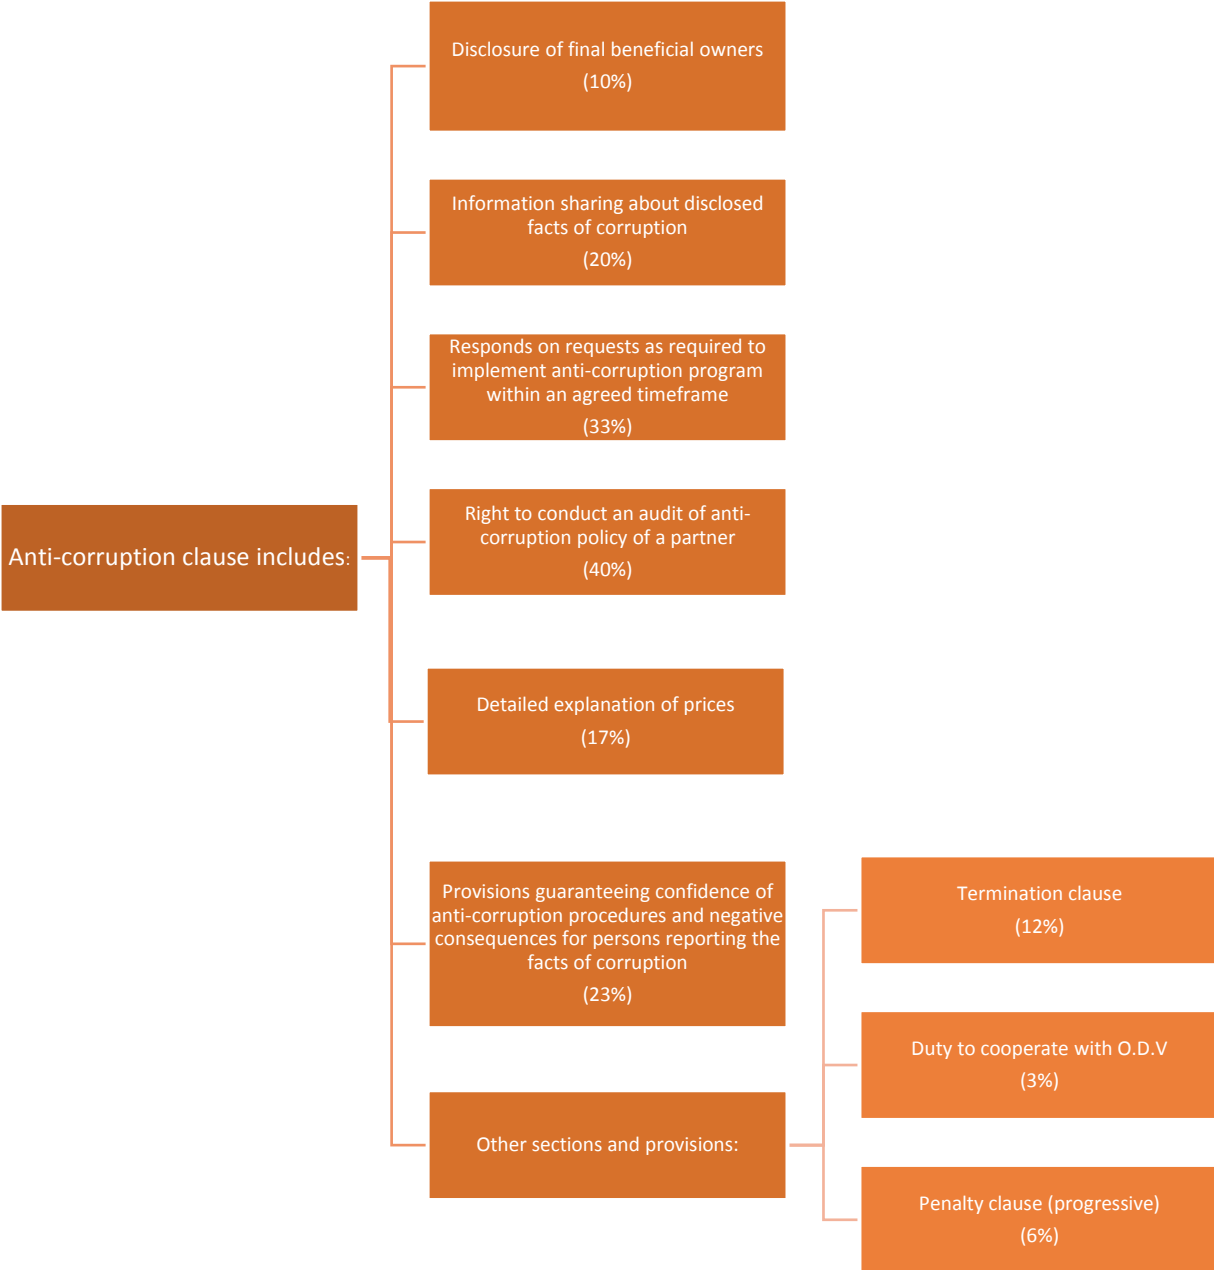 Anti-corruption clause includes:
Disclosure of final beneficial owners
(10%)
Information sharing about disclosed
facts of corruption
(20%)
Responds on requests as required to
implement anti-corruption program
within an agreed timeframe
(33%)
Right to conduct an audit of anti-
corruption policy of a partner
(40%)
Detailed explanation of prices
(17%)
Provisions guaranteeing confidence of
anti-corruption procedures and negative
consequences for persons reporting the
facts of corruption
(23%)
Other sections and provisions:
Termination clause
(12%)
Duty to cooperate with O.D.V
(3%)
Penalty clause (progressive)
(6%)